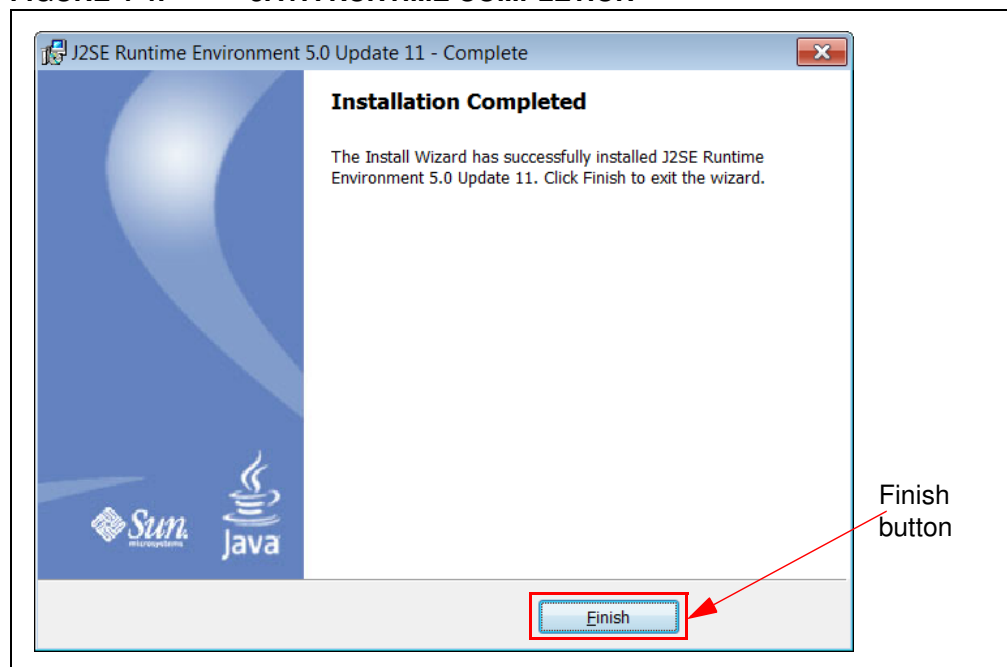 J2SE Runtime Environment 5.0 Update 11 - Complete
Installation Completed
The Install Wizard has successfully installed J2SE Runtime
Environment 5.0 Update 11. Click Finish to exit the wizard.
Sun
microsystems
Java
Finish
Finish
button